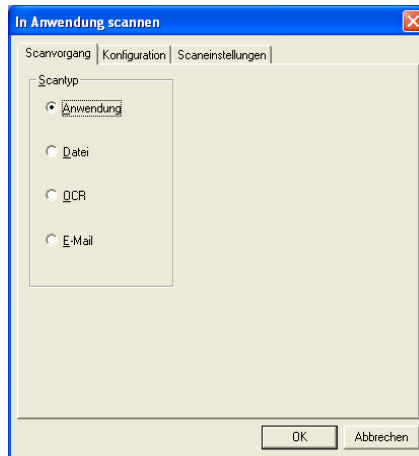 In Anwendung scannen
Scanvorgang Konfiguration Scaneinstellungen
Scantyp
Anwendung
Datei
OCR
E-Mail
OK Abbrechen